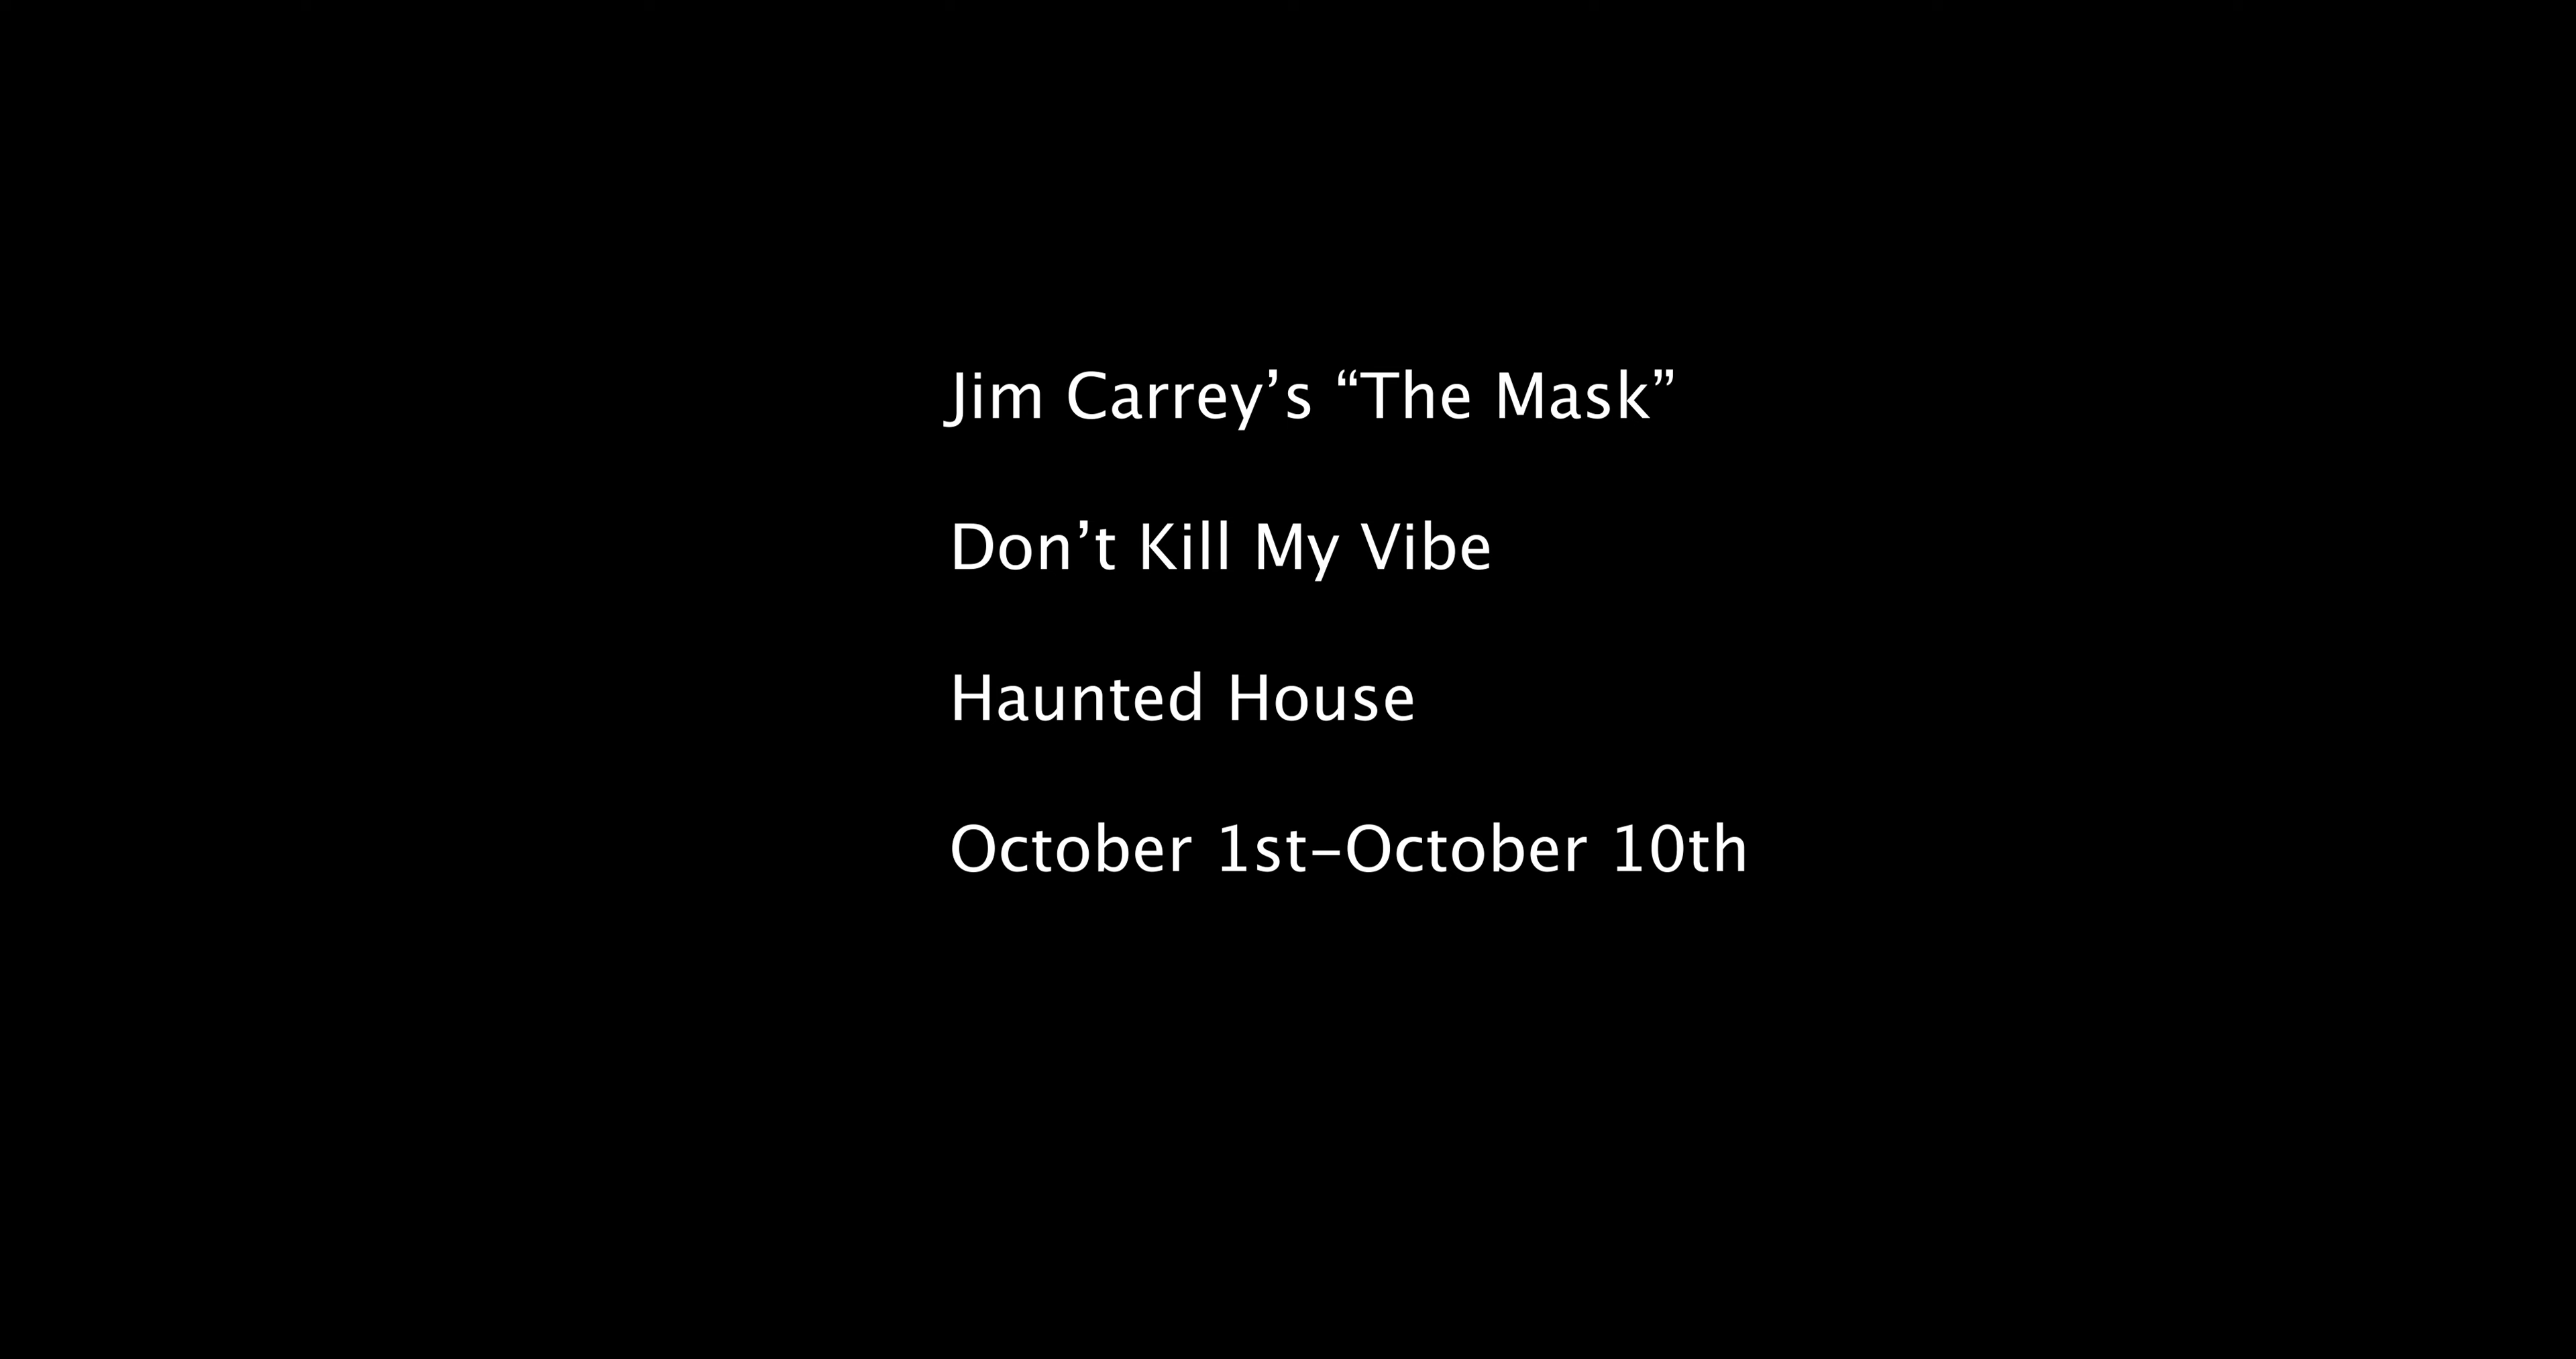 Jim Carrey’s “The Mask”
Don’t Kill My Vibe
Haunted House
October 1st-October 10th